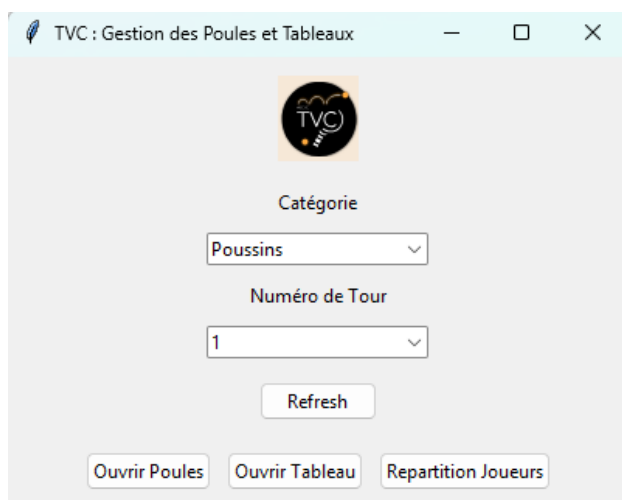 TVC : Gestion des Poules et Tableaux
TVC
Catégorie
Poussins
Numéro de Tour
1
Refresh
Ouvrir Poules Ouvrir Tableau Repartition Joueurs